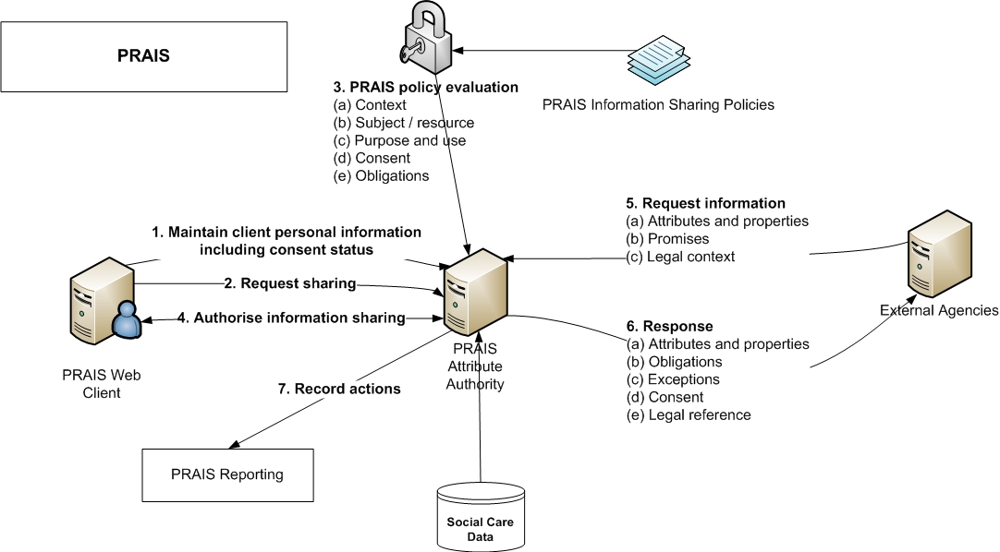 PRAIS
3. PRAIS policy evaluation
(a) Context
(b) Subject / resource
(c) Purpose and use
(d) Consent
(e) Obligations
PRAIS Information Sharing Policies
1. Maintain client personal information
including consent status
2. Request sharing
4. Authorise information sharing
PRAIS Web
Client
PRAIS
Attribute
Authority
5. Request information
(a) Attributes and properties
(b) Promises
(c) Legal context
External Agencies
6. Response
(a) Attributes and properties
(b) Obligations
(c) Exceptions
(d) Consent
(e) Legal reference
7. Record actions
PRAIS Reporting
Social Care
Data